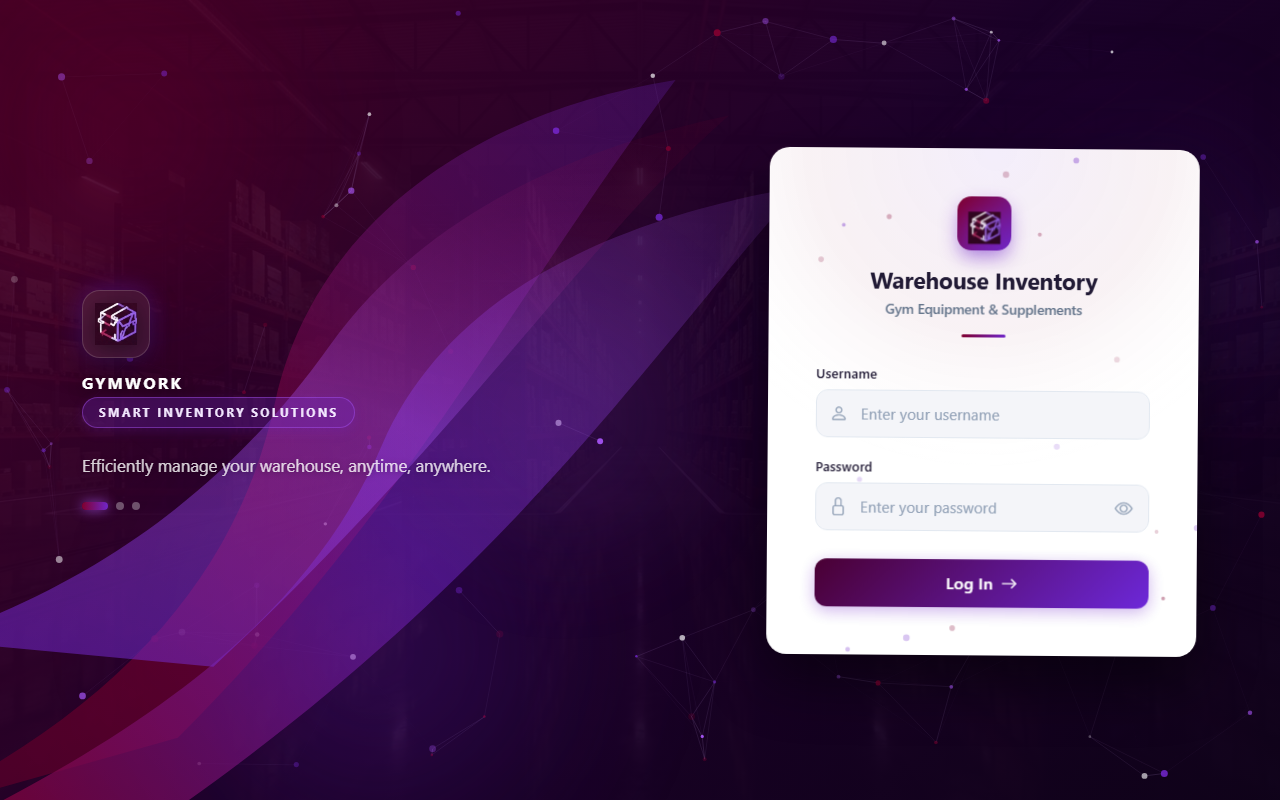 GYMWORK
SMART INVENTORY SOLUTIONS
Efficiently manage your warehouse, anytime, anywhere.
Warehouse Inventory
Gym Equipment & Supplements
Username
Enter your username
Password
Enter your password
Log In →